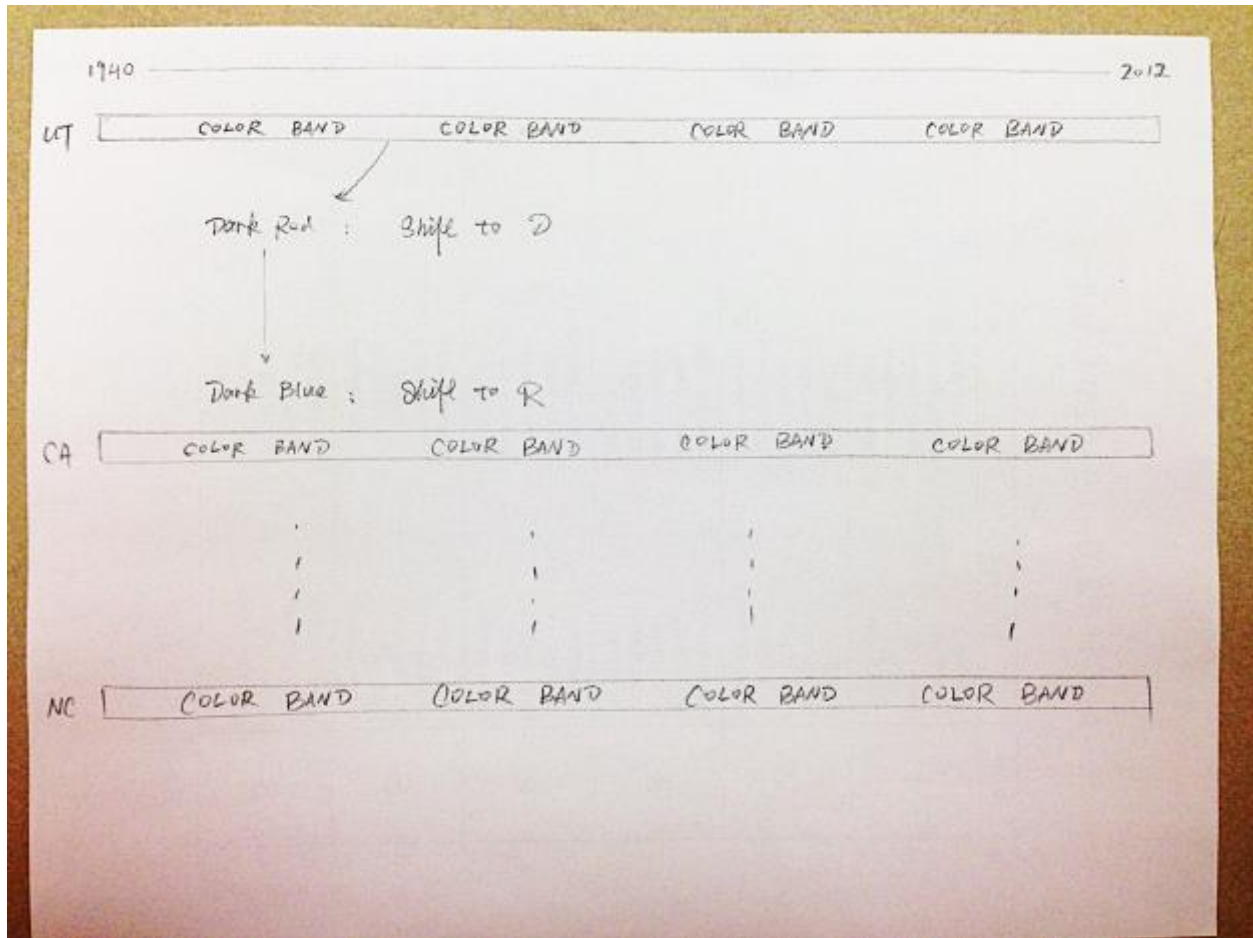 1940 2012
UT COLOR BAND COLOR BAND COLOR BAND COLOR BAND
Dark Red : Shift to D
Dark Blue : Shift to R
CA COLOR BAND COLOR BAND COLOR BAND COLOR BAND
NC COLOR BAND COLOR BAND COLOR BAND COLOR BAND